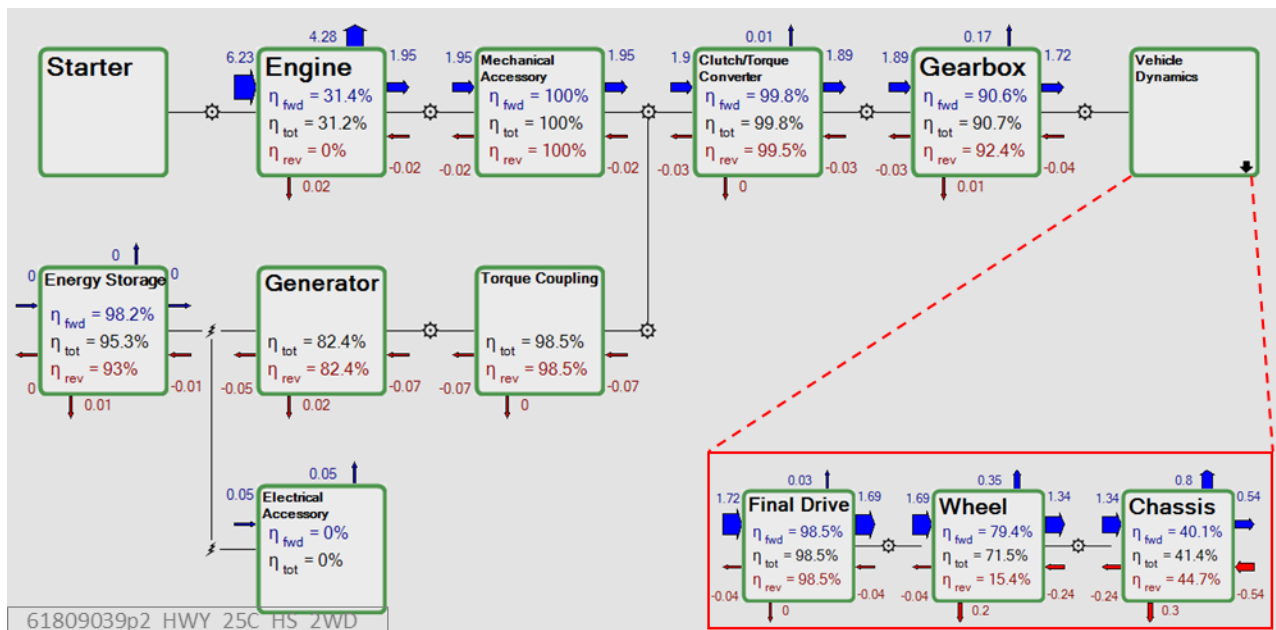 Starter
6.23
4.28
1.95
Engine
η fwd = 31.4%
η tot = 31.2%
η rev = 0%
-0.02
0.02
1.95
1.95
Mechanical
Accessory
η fwd = 100%
η tot = 100%
η rev = 100%
-0.02
-0.02
1.9
0.01
1.89
Clutch/Torque
Converter
η fwd = 99.8%
η tot = 99.8%
η rev = 99.5%
-0.03
0
-0.03
1.89
0.17
1.72
Gearbox
η fwd = 90.6%
η tot = 90.7%
η rev = 92.4%
-0.03
0.01
-0.04
Vehicle
Dynamics
0
0
0
Energy Storage
η fwd = 98.2%
η tot = 95.3%
η rev = 93%
0
0.01
-0.01
Generator
η tot = 82.4%
η rev = 82.4%
-0.05
0.02
-0.07
Torque Coupling
η tot = 98.5%
η rev = 98.5%
-0.07
0
-0.07
0.05
0.05
Electrical
Accessory
η fwd = 0%
η tot = 0%
1.72
0.03
1.69
Final Drive
η fwd = 98.5%
η tot = 98.5%
η rev = 98.5%
-0.04
0
-0.04
1.69
0.35
1.34
Wheel
η fwd = 79.4%
η tot = 71.5%
η rev = 15.4%
-0.04
0.2
-0.24
1.34
0.8
0.54
Chassis
η fwd = 40.1%
η tot = 41.4%
η rev = 44.7%
-0.24
0.3
-0.54
61809039p2 HWY 25C HS 2WD